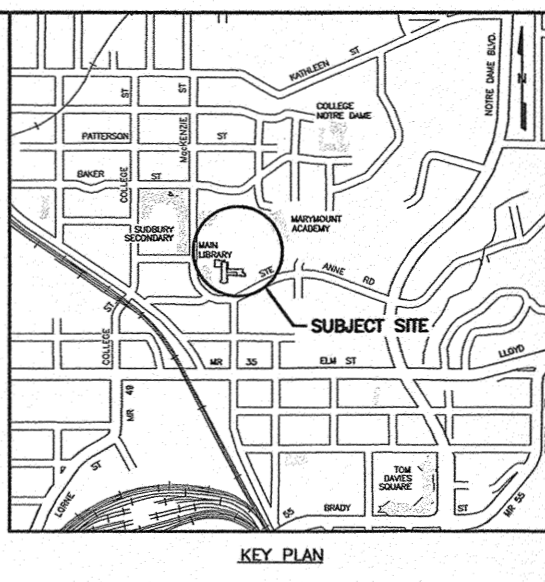 KATHLEEN ST
NOTRE DAME BLVD.
N
COLLEGE
NOTRE DAME
COLLEGE ST
MacKENZIE ST
PATTERSON ST
BAKER ST
SUDBURY
SECONDARY
MARYMOUNT
ACADEMY
MAIN
LIBRARY
STE ANNE RD
SUBJECT SITE
COLLEGE ST
MR 35 ELM ST
LLOYD
MR 49
LORNE ST
TOM
DAVIES
SQUARE
55 BRADY ST
MR 55
KEY PLAN